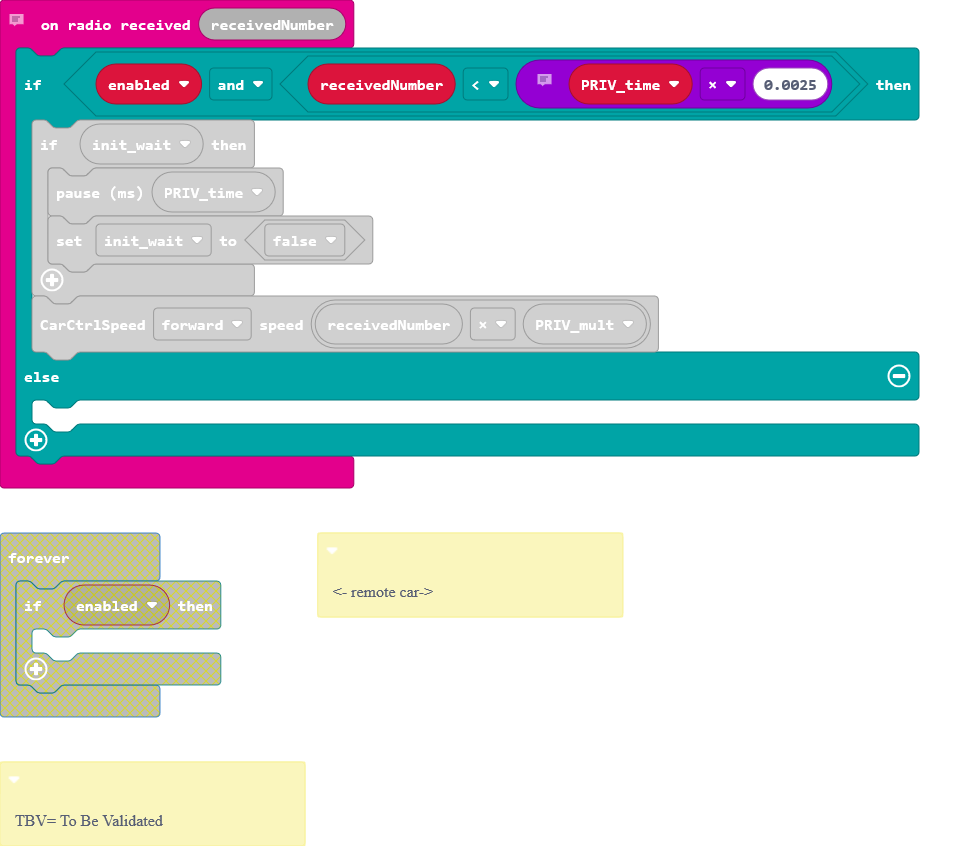 on radio received receivedNumber
if enabled and receivedNumber < PRIV_time × 0.0025 then
if init_wait then
pause (ms) PRIV_time
set init_wait to false
CarCtrlSpeed forward speed receivedNumber × PRIV_mult
else
forever
if enabled then
<- remote car->
TBV= To Be Validated